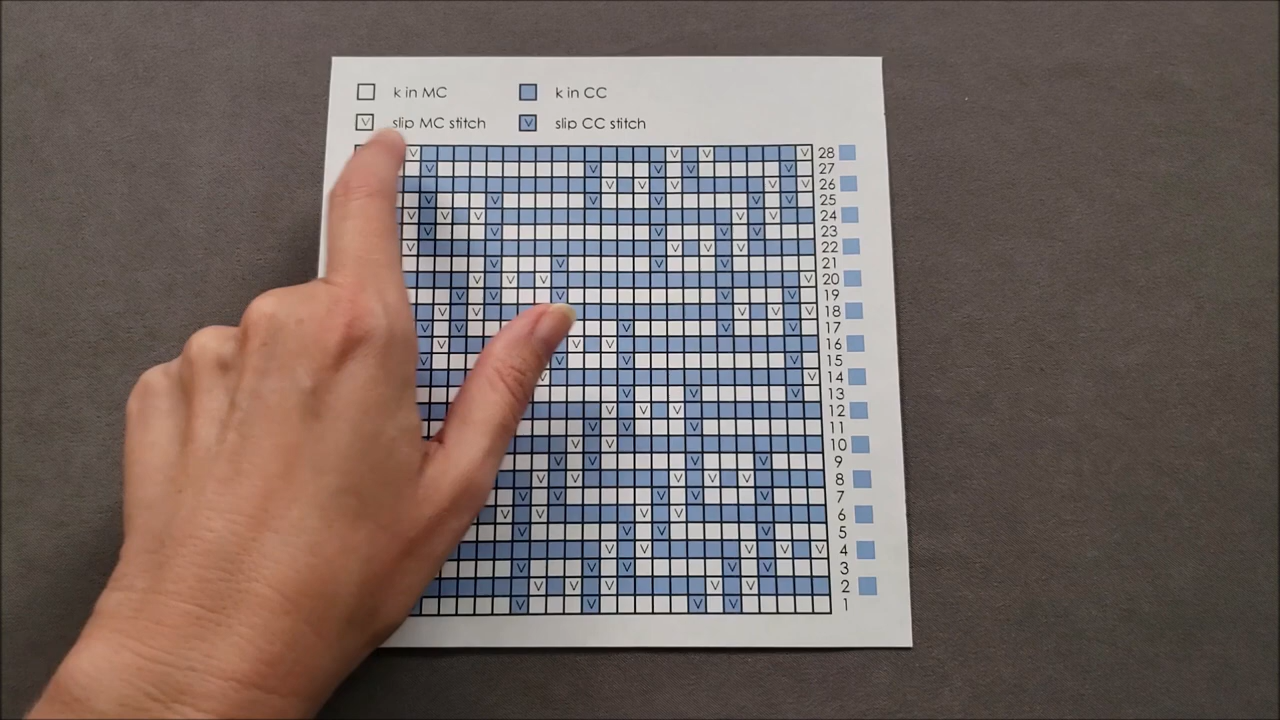 k in MC k in CC
V slip MC stitch V slip CC stitch
V V V V 28
V V V V V 27
V V V V V 26
V V V V V V 25
V V V V V 24
V V V V V 23
V V V V 22
V V V V 21
V V V V 20
V V V V V 19
V V V V V 18
V V V V V 17
V V V 16
V V V V 15
V V 14
V V V 13
V V V 12
V V V 11
V V 10
V V V V 9
V V V V V 8
V V V V V 7
V V V V 6
V V V V 5
V V V V V 4
V V V V V 3
V V V V V 2
V V V V 1